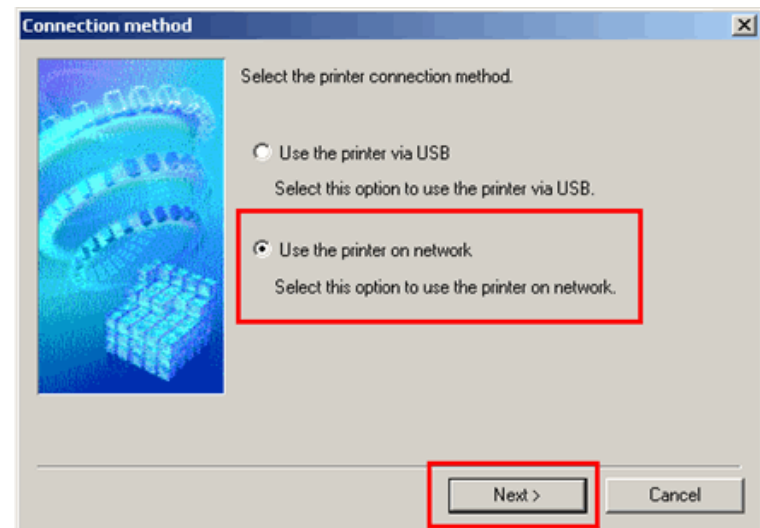 Connection method
Select the printer connection method.
Use the printer via USB
Select this option to use the printer via USB.
Use the printer on network
Select this option to use the printer on network.
Next >
Cancel